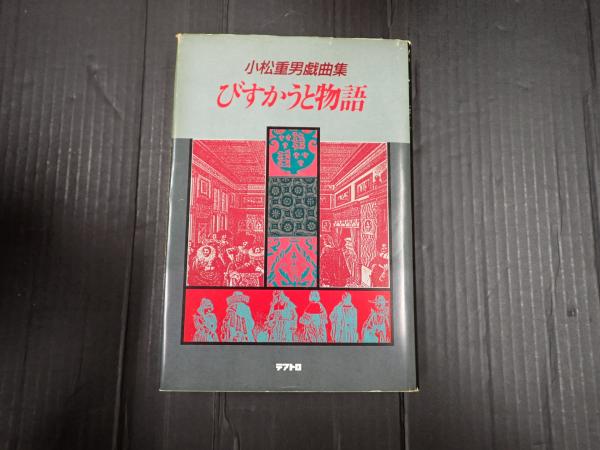 小松重男戯曲集
びすかうと物語
テアトロ